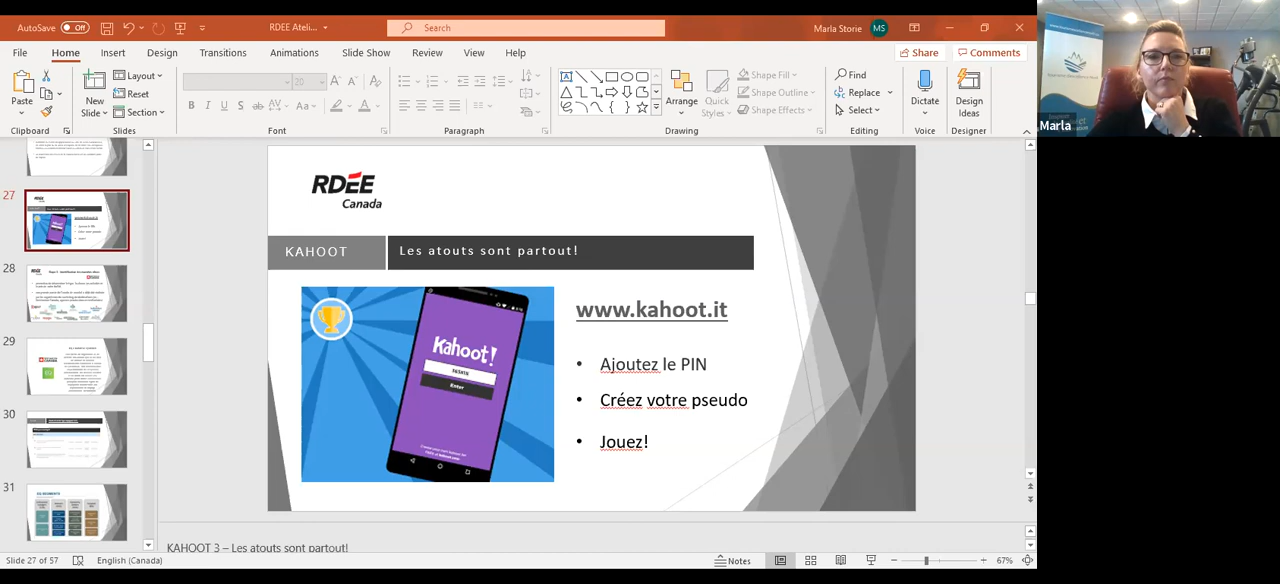 AutoSave Off
RDEE Ateli...
Search
Marla Storie MS
File Home Insert Design Transitions Animations Slide Show Review View Help Share Comments
Paste
New
Slide
Layout
Reset
Section
20
Aa
Arrange
Quick
Styles
Shape Fill
Shape Outline
Shape Effects
Find
Replace
Select
Dictate
Design
Ideas
Clipboard Slides Font Paragraph Drawing Editing Voice Designer
Marla
27
28
29
30
31
RDÉE
Canada
KAHOOT Les atouts sont partout!
Kahoot!
Enter
www.kahoot.it
• Ajoutez le PIN
• Créez votre pseudo
• Jouez!
KAHOOT 3 – Les atouts sont partout!
Slide 27 of 57 English (Canada) Notes 67%